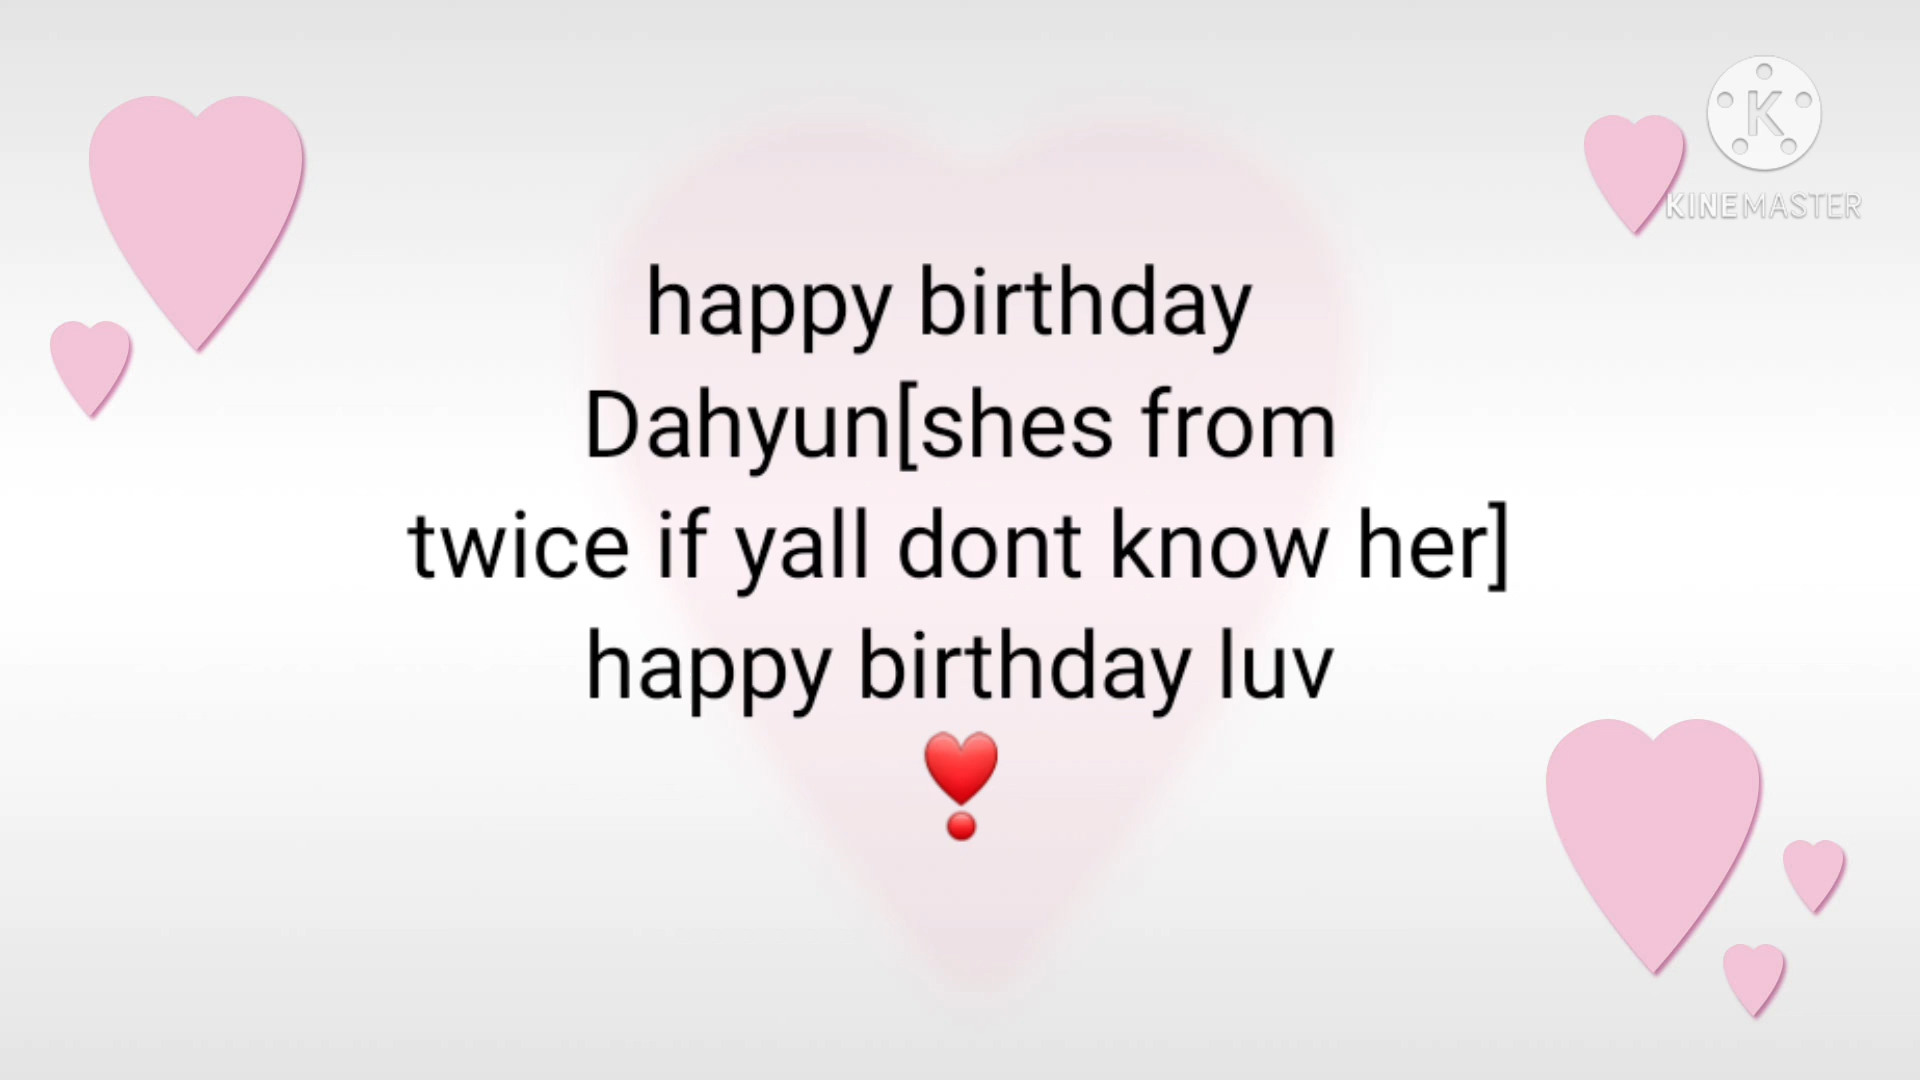 K
KINEMASTER
happy birthday
Dahyun[shes from
twice if yall dont know her]
happy birthday luv
❣️